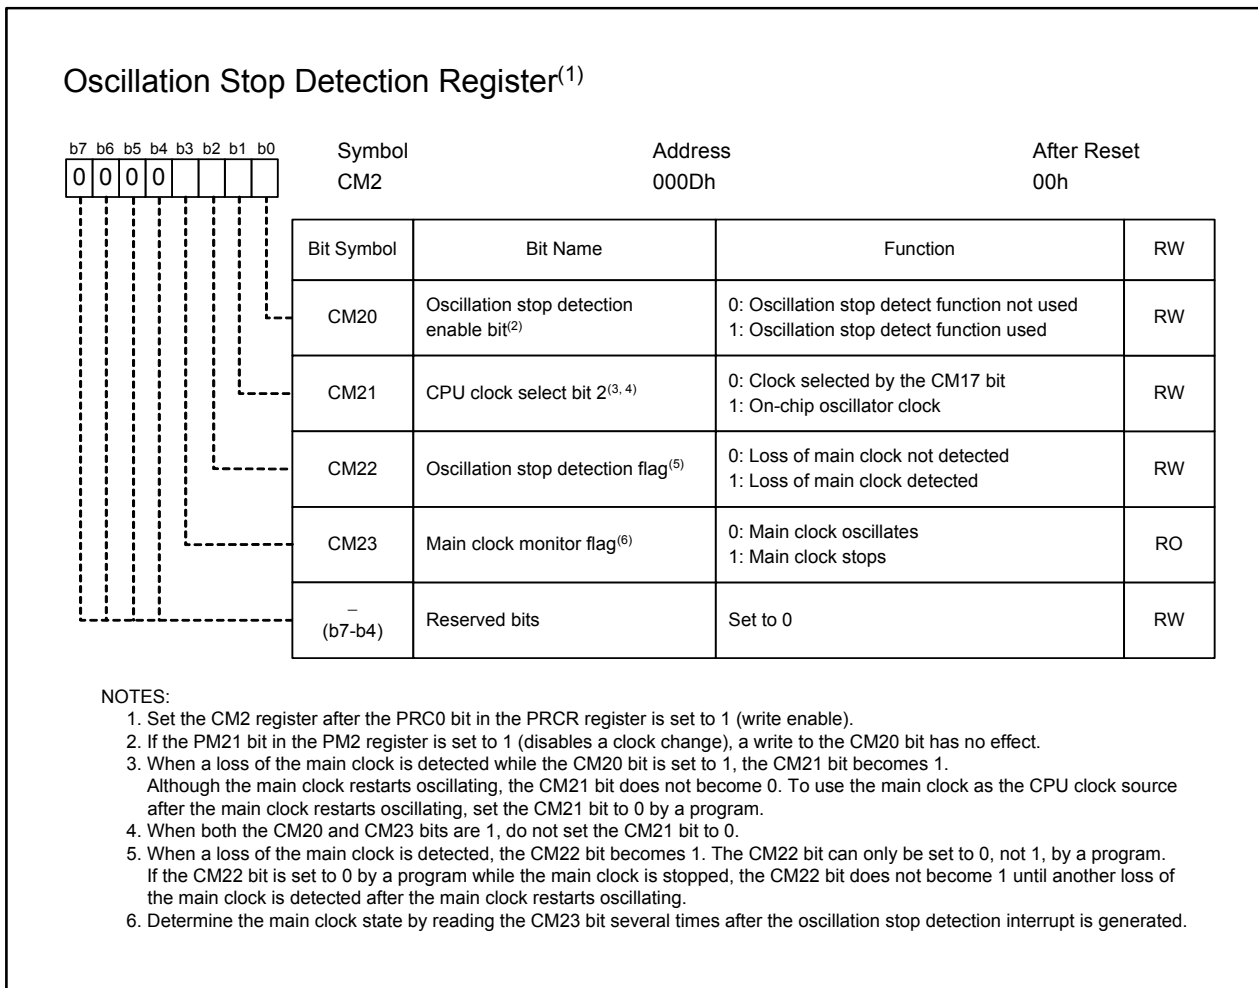 Oscillation Stop Detection Register(1)
b7 b6 b5 b4 b3 b2 b1 b0
0 0 0 0
Symbol Address After Reset
CM2 000Dh 00h
Bit Symbol Bit Name Function RW
CM20 Oscillation stop detection enable bit(2) 0: Oscillation stop detect function not used RW
1: Oscillation stop detect function used
CM21 CPU clock select bit 2(3, 4) 0: Clock selected by the CM17 bit RW
1: On-chip oscillator clock
CM22 Oscillation stop detection flag(5) 0: Loss of main clock not detected RW
1: Loss of main clock detected
CM23 Main clock monitor flag(6) 0: Main clock oscillates RO
1: Main clock stops
–
(b7-b4) Reserved bits Set to 0 RW
NOTES:
1. Set the CM2 register after the PRC0 bit in the PRCR register is set to 1 (write enable).
2. If the PM21 bit in the PM2 register is set to 1 (disables a clock change), a write to the CM20 bit has no effect.
3. When a loss of the main clock is detected while the CM20 bit is set to 1, the CM21 bit becomes 1.
Although the main clock restarts oscillating, the CM21 bit does not become 0. To use the main clock as the CPU clock source
after the main clock restarts oscillating, set the CM21 bit to 0 by a program.
4. When both the CM20 and CM23 bits are 1, do not set the CM21 bit to 0.
5. When a loss of the main clock is detected, the CM22 bit becomes 1. The CM22 bit can only be set to 0, not 1, by a program.
If the CM22 bit is set to 0 by a program while the main clock is stopped, the CM22 bit does not become 1 until another loss of
the main clock is detected after the main clock restarts oscillating.
6. Determine the main clock state by reading the CM23 bit several times after the oscillation stop detection interrupt is generated.